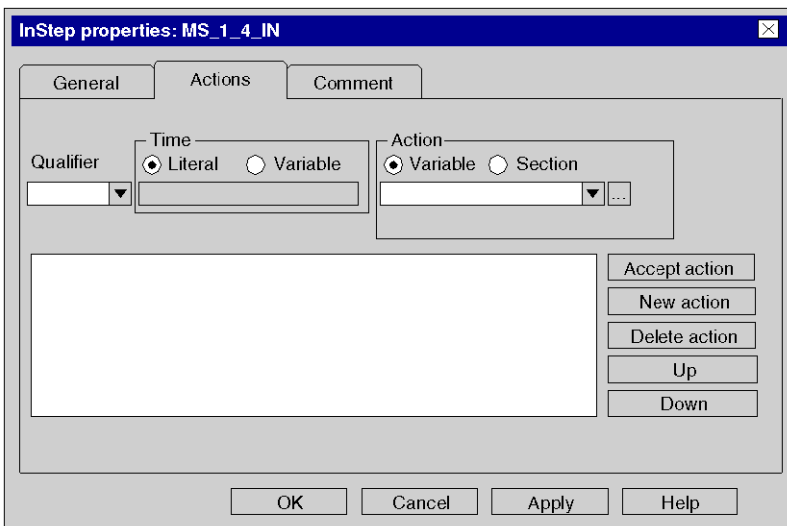 InStep properties: MS_1_4_IN
General Actions Comment
Time Action
Qualifier Literal Variable Variable Section
...
Accept action
New action
Delete action
Up
Down
OK Cancel Apply Help